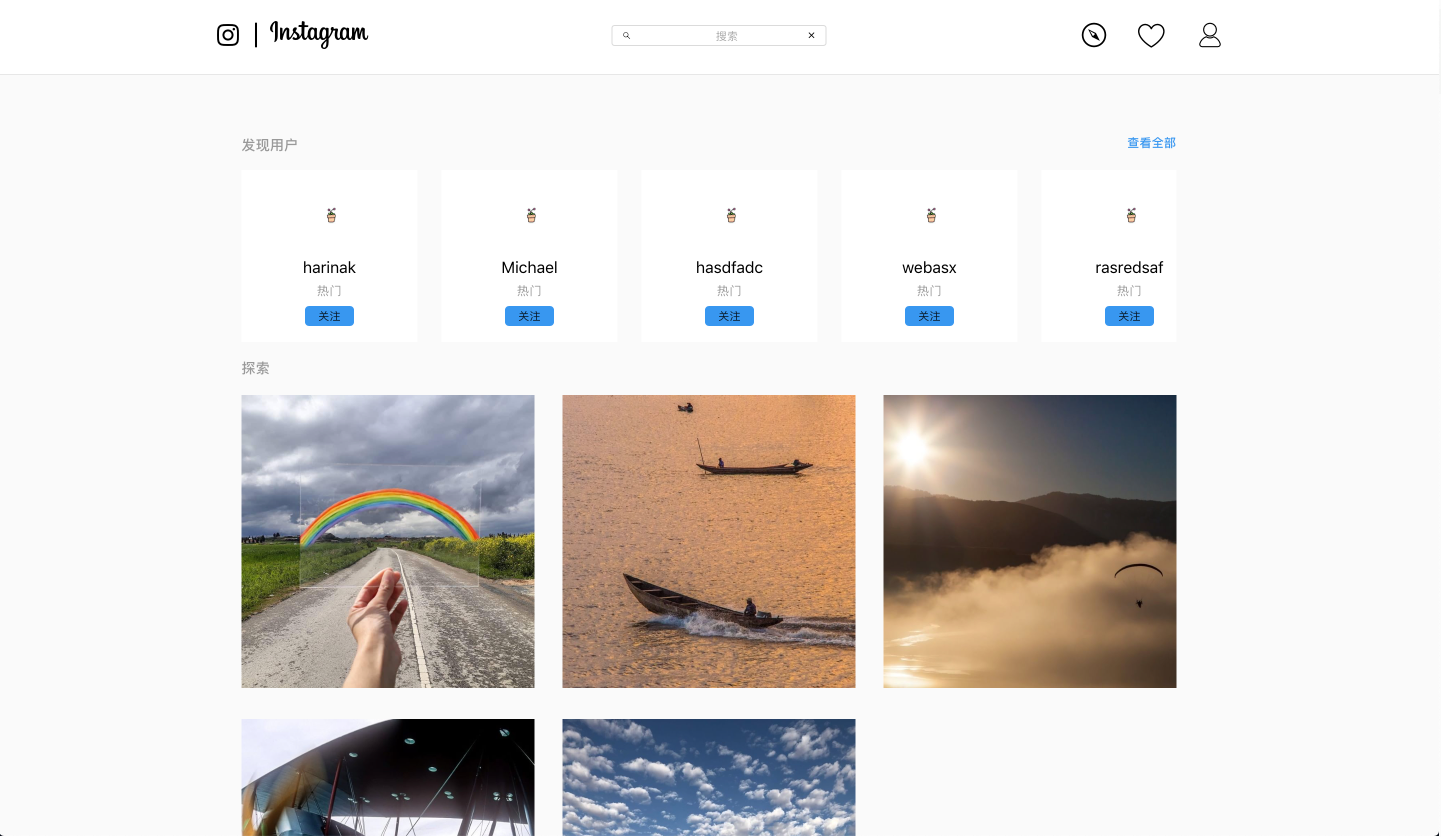 Instagram
搜索
发现用户
查看全部
harinak
热门
关注
Michael
热门
关注
hasdfadc
热门
关注
webasx
热门
关注
rasredsaf
热门
关注
探索